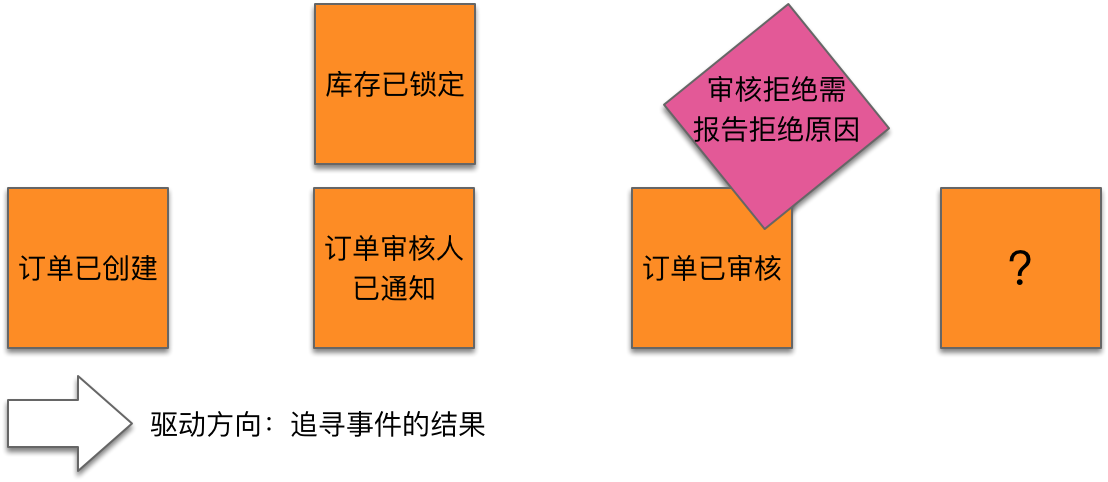 库存已锁定
审核拒绝需
报告拒绝原因
订单已创建
订单审核人
已通知
订单已审核
?
驱动方向：追寻事件的结果